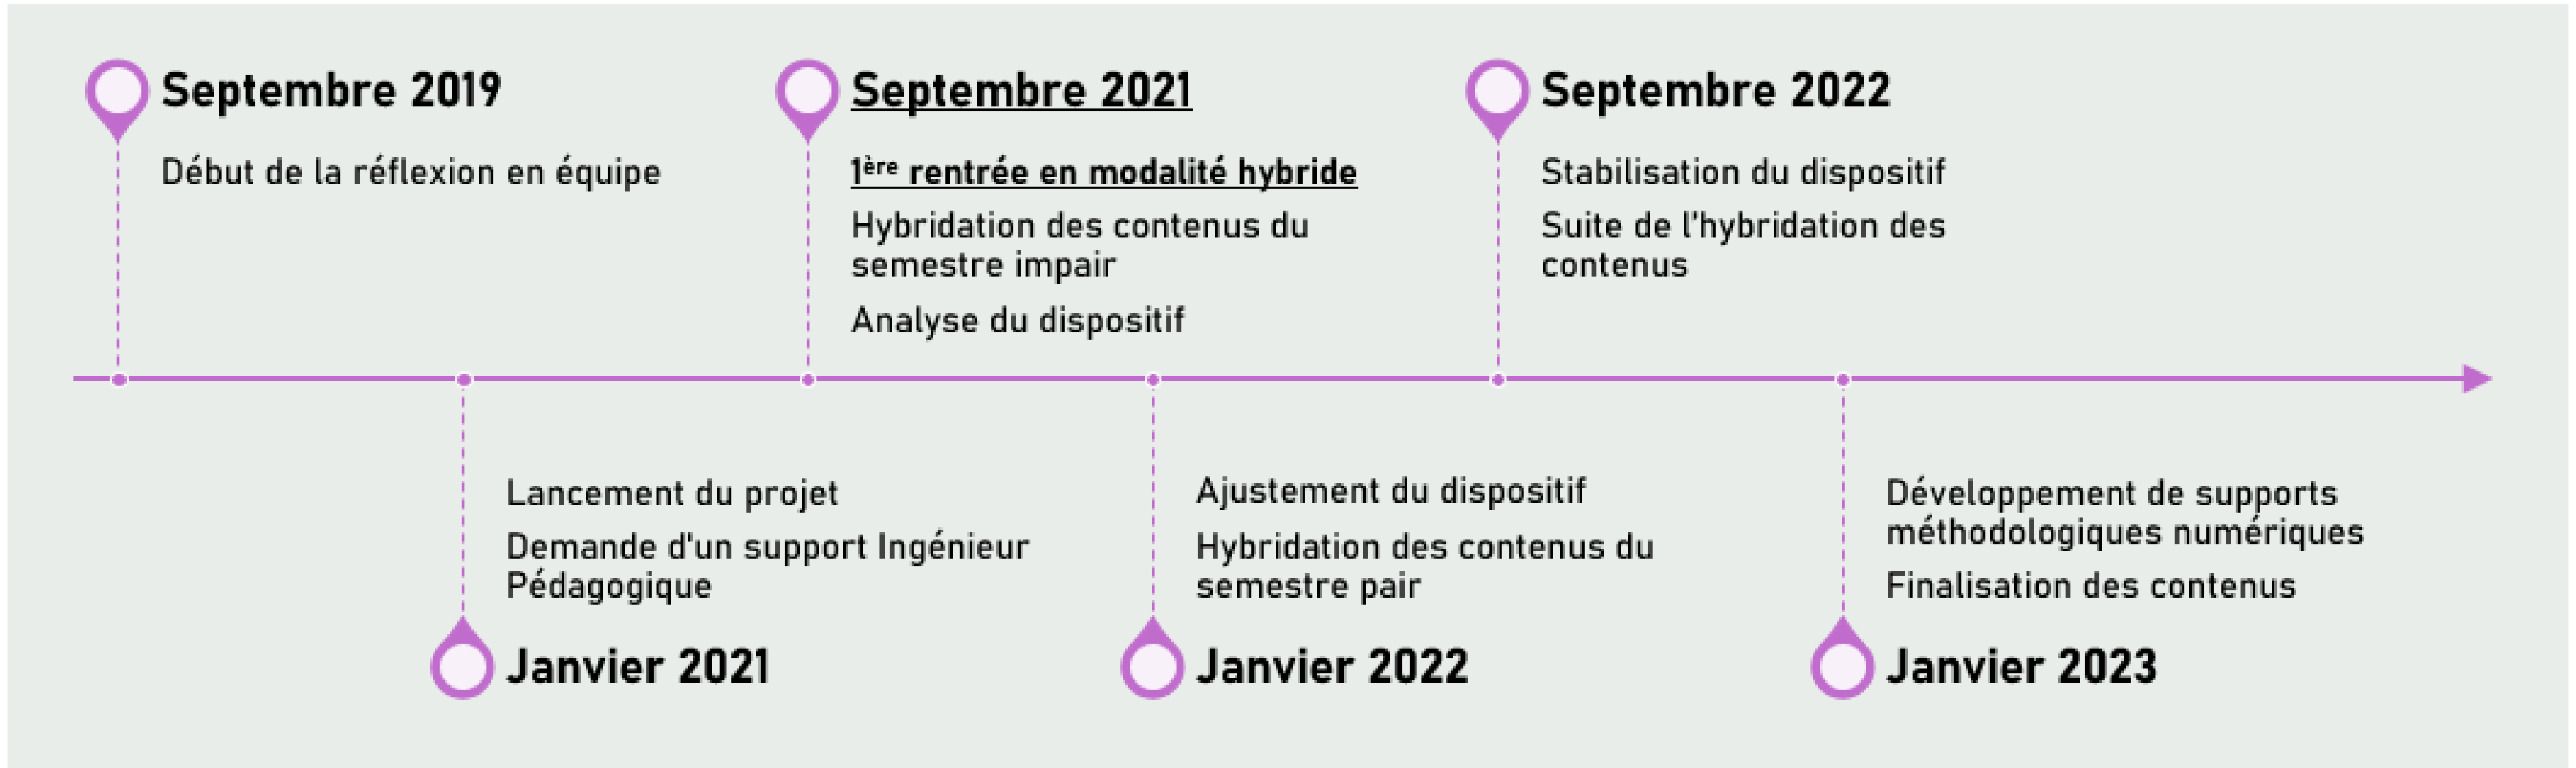 Septembre 2019
Début de la réflexion en équipe
Septembre 2021
1ère rentrée en modalité hybride
Hybridation des contenus du
semestre impair
Analyse du dispositif
Septembre 2022
Stabilisation du dispositif
Suite de l'hybridation des
contenus
Lancement du projet
Demande d'un support Ingénieur
Pédagogique
Janvier 2021
Ajustement du dispositif
Hybridation des contenus du
semestre pair
Janvier 2022
Développement de supports
méthodologiques numériques
Finalisation des contenus
Janvier 2023